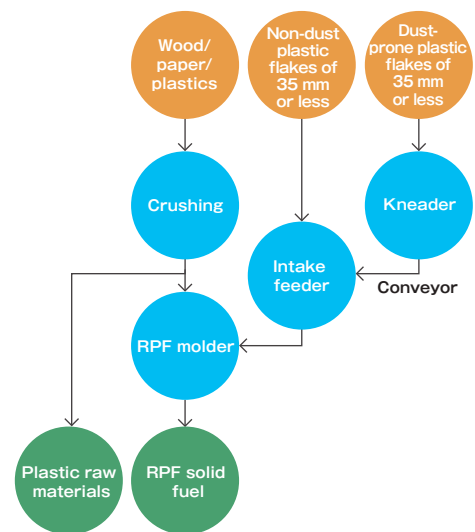 Wood/
paper/
plastics
Non-dust
plastic
flakes of
35 mm
or less
Dust-
prone plastic
flakes of
35 mm
or less
Crushing
Kneader
Intake
feeder
Conveyor
RPF molder
Plastic raw
materials
RPF solid
fuel